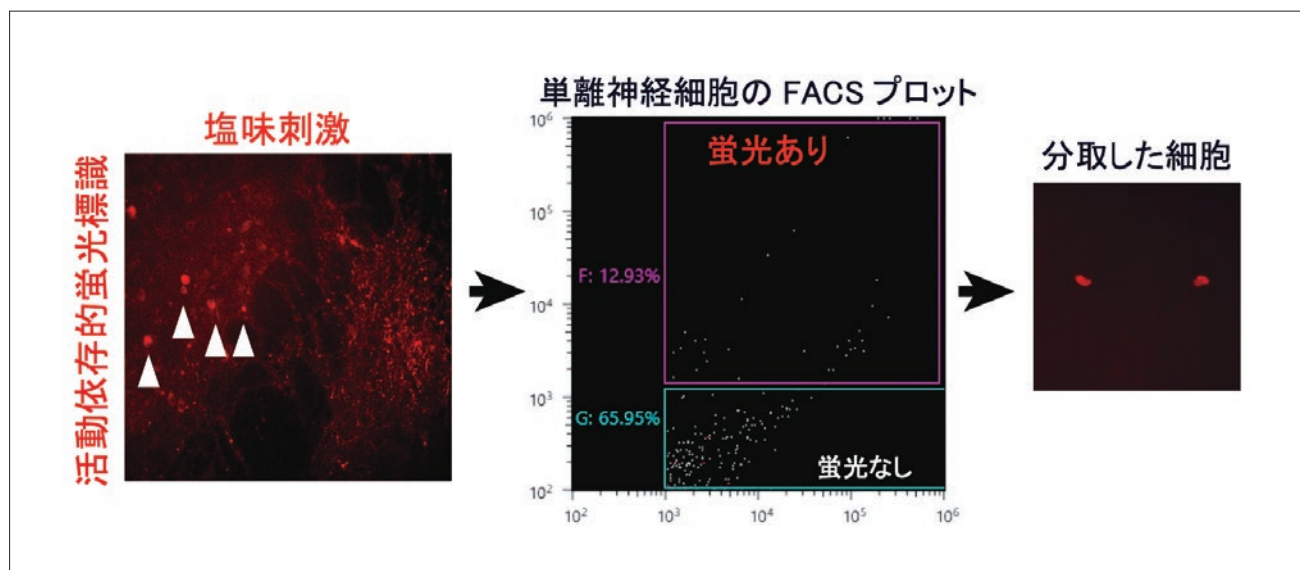 塩味刺激
活動依存的蛍光標識
単離神経細胞の FACS プロット
10⁶
10⁵
10⁴
10³
10²
蛍光あり
F: 12.93%
G: 65.95%
蛍光なし
10² 10³ 10⁴ 10⁵ 10⁶
分取した細胞